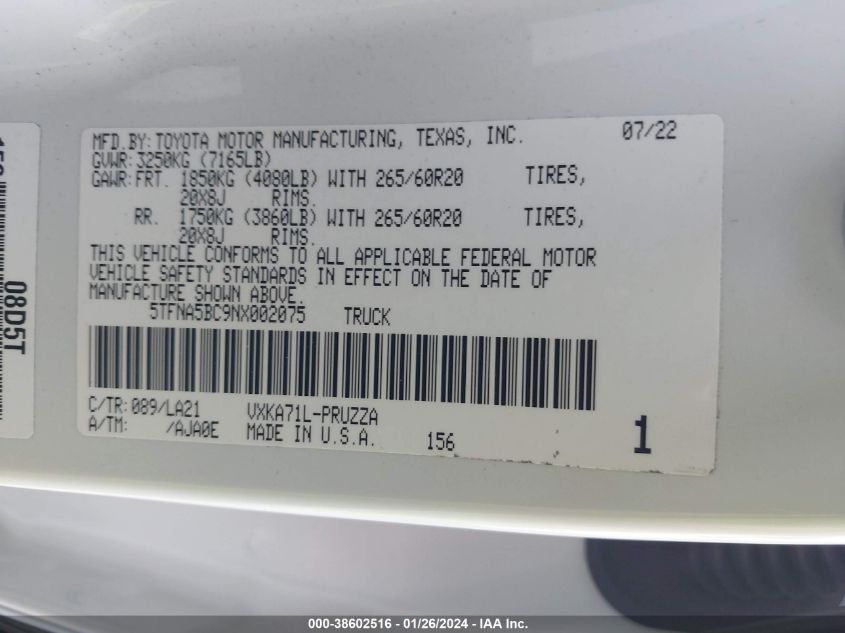 MFD.BY:TOYOTA MOTOR MANUFACTURING, TEXAS, INC. 07/22
GVWR:3250KG (7165LB)
GAWR:FRT. 1850KG (4080LB) WITH 265/60R20 TIRES,
20X8J RIMS.
RR. 1750KG (3860LB) WITH 265/60R20 TIRES,
20X8J RIMS.
THIS VEHICLE CONFORMS TO ALL APPLICABLE FEDERAL MOTOR
VEHICLE SAFETY STANDARDS IN EFFECT ON THE DATE OF
MANUFACTURE SHOWN ABOVE.
5TFNA5BC9NX002075 TRUCK
C/TR:089/LA21 VXKA71L-PRUZZA
A/TM: /AJA0E MADE IN U.S.A. 156 1
08D5T
000-38602516 - 01/26/2024 - IAA Inc.